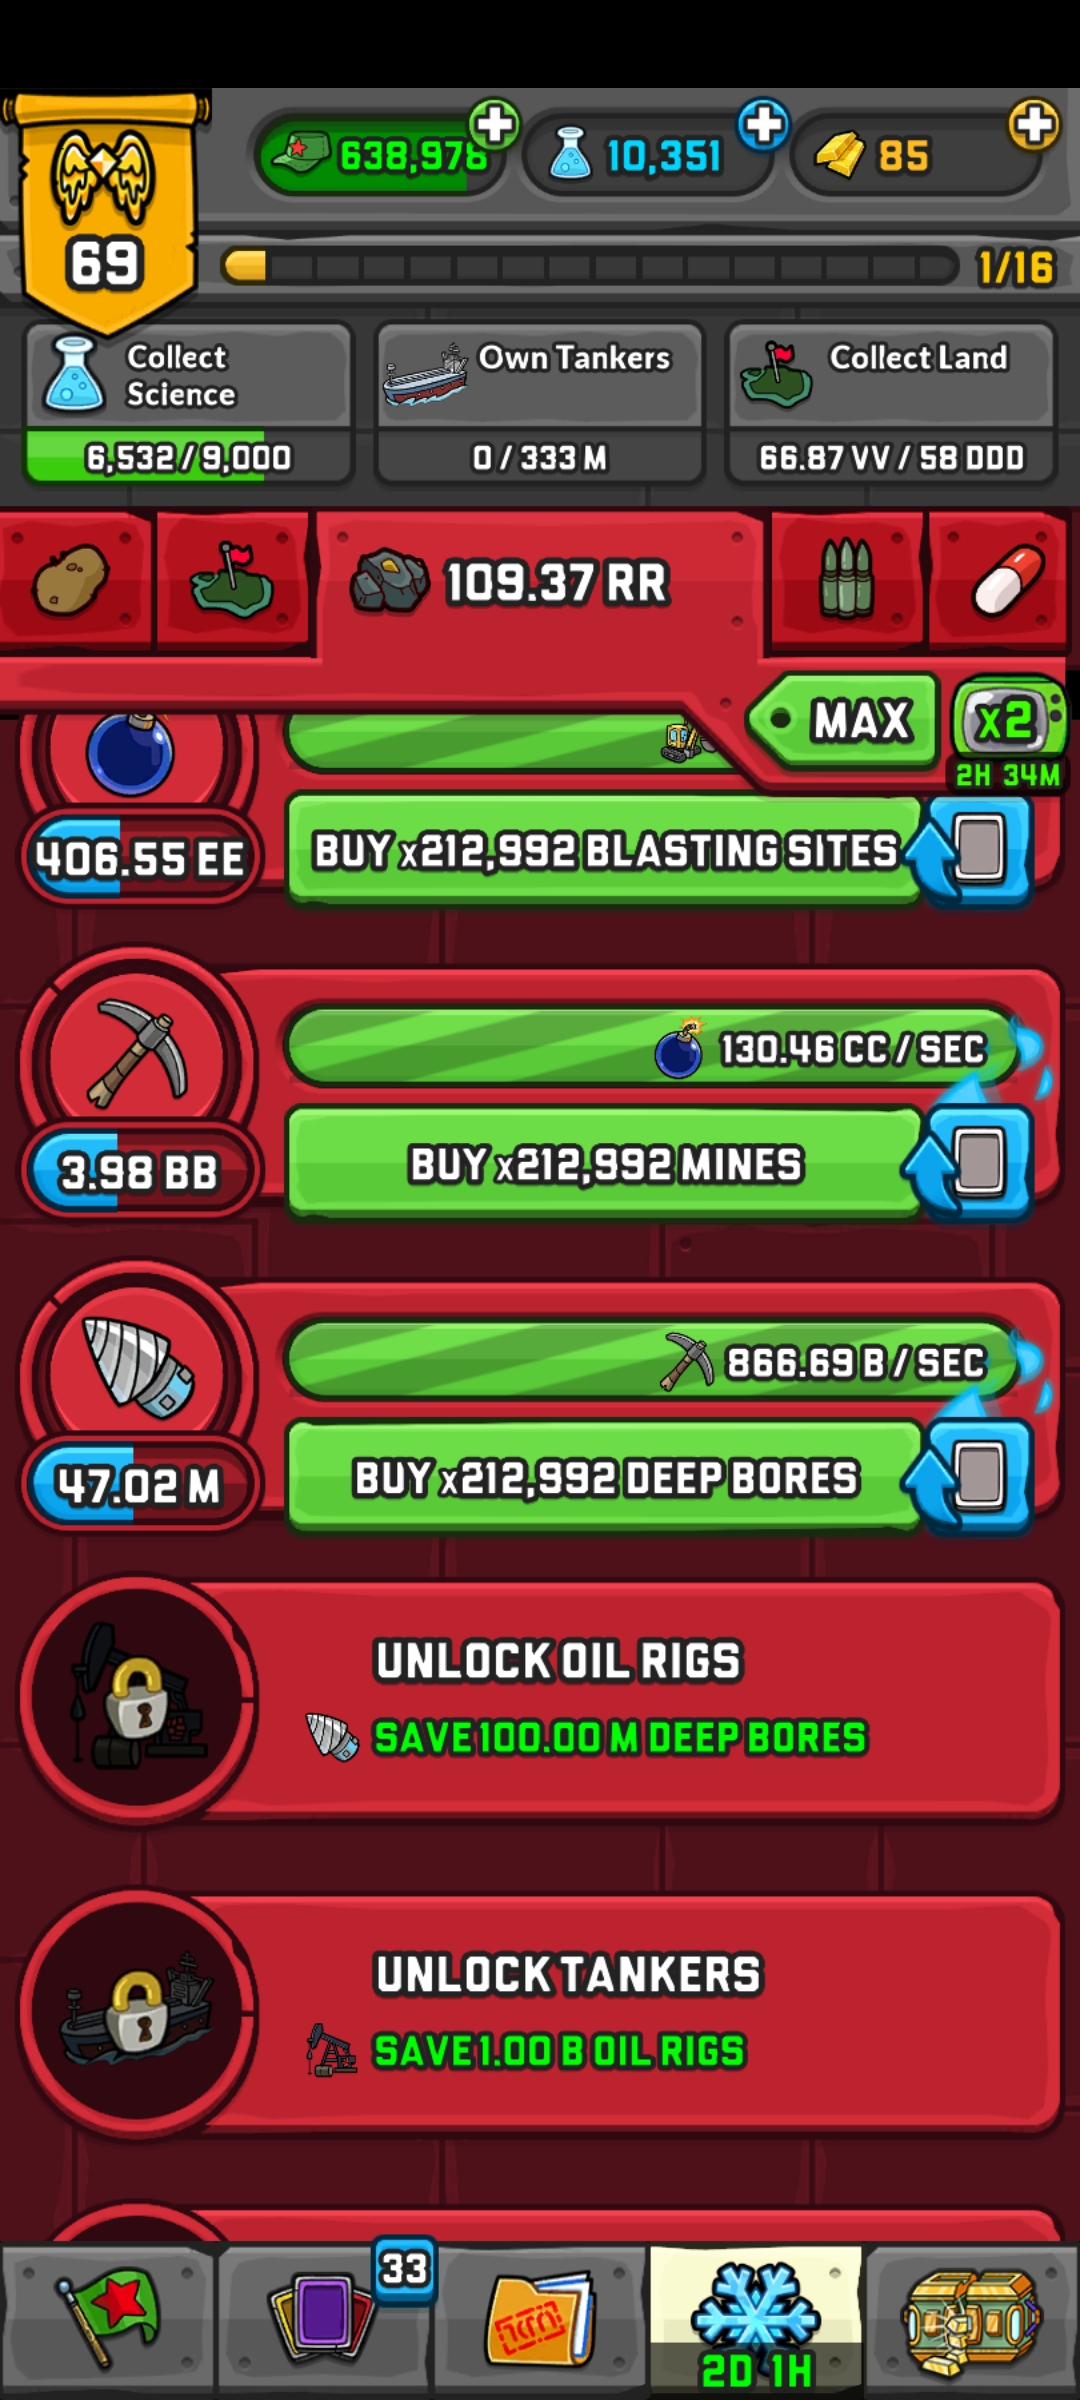 638,978
10,351
85
69
1/16
Collect
Science
6,532/9,000
Own Tankers
0/333 M
Collect Land
66.87 VV/58 DDD
109.37 RR
MAX
x2
2H 34M
406.55 EE
BUY x212,992 BLASTING SITES
130.46 CC/SEC
3.98 BB
BUY x212,992 MINES
866.69 B/SEC
47.02 M
BUY x212,992 DEEP BORES
UNLOCK OIL RIGS
SAVE 100.00 M DEEP BORES
UNLOCK TANKERS
SAVE 1.00 B OIL RIGS
33
2D 1H